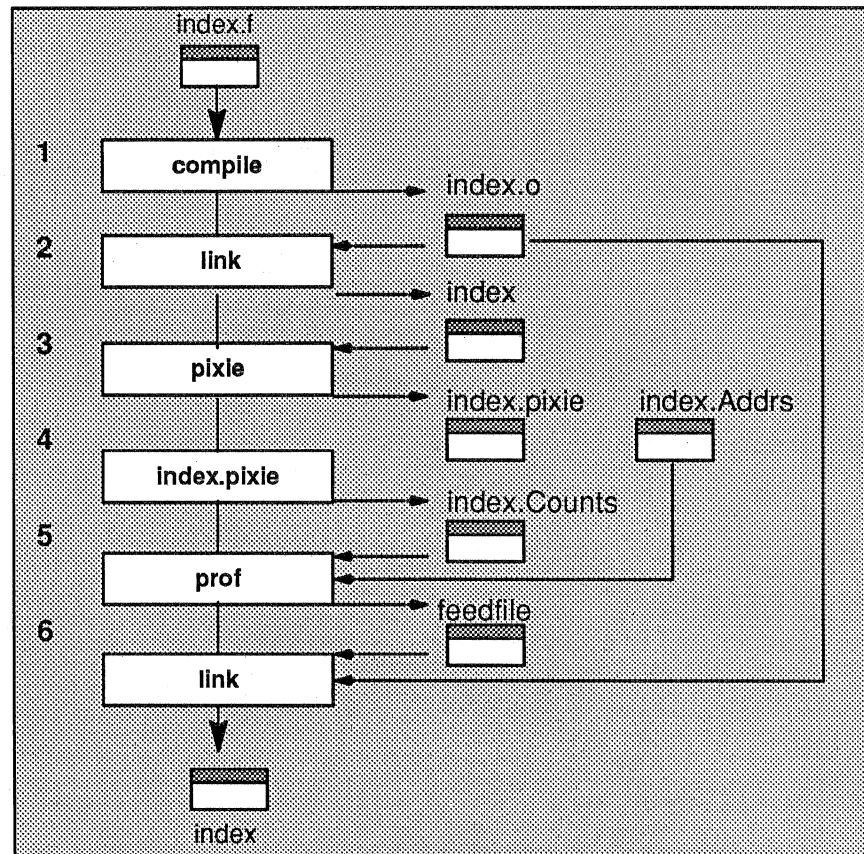 index.f
1
compile
index.o
2
link
index
3
pixie
index.pixie index.Addrs
4
index.pixie
index.Counts
5
prof
feedfile
6
link
index